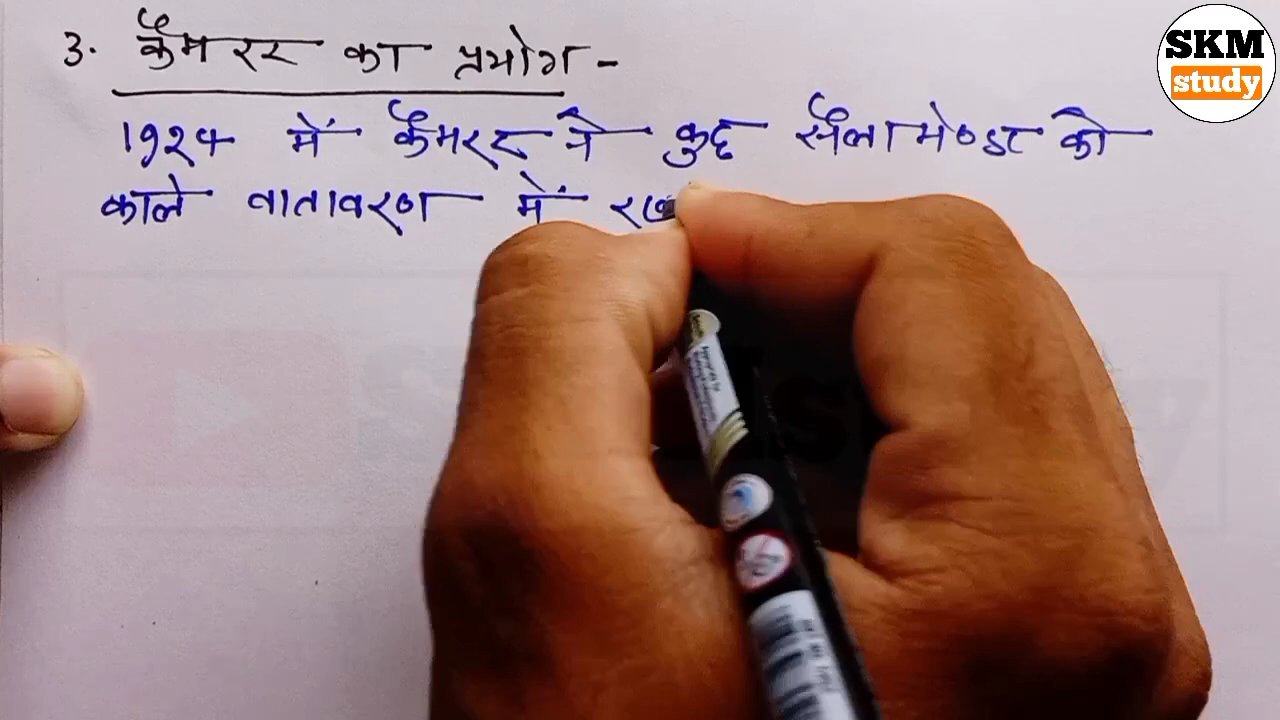 3. कैमरर का प्रयोग -
1924 में कैमरर ने कुछ सैलामेण्डर को
काले वातावरण में
SKM
study